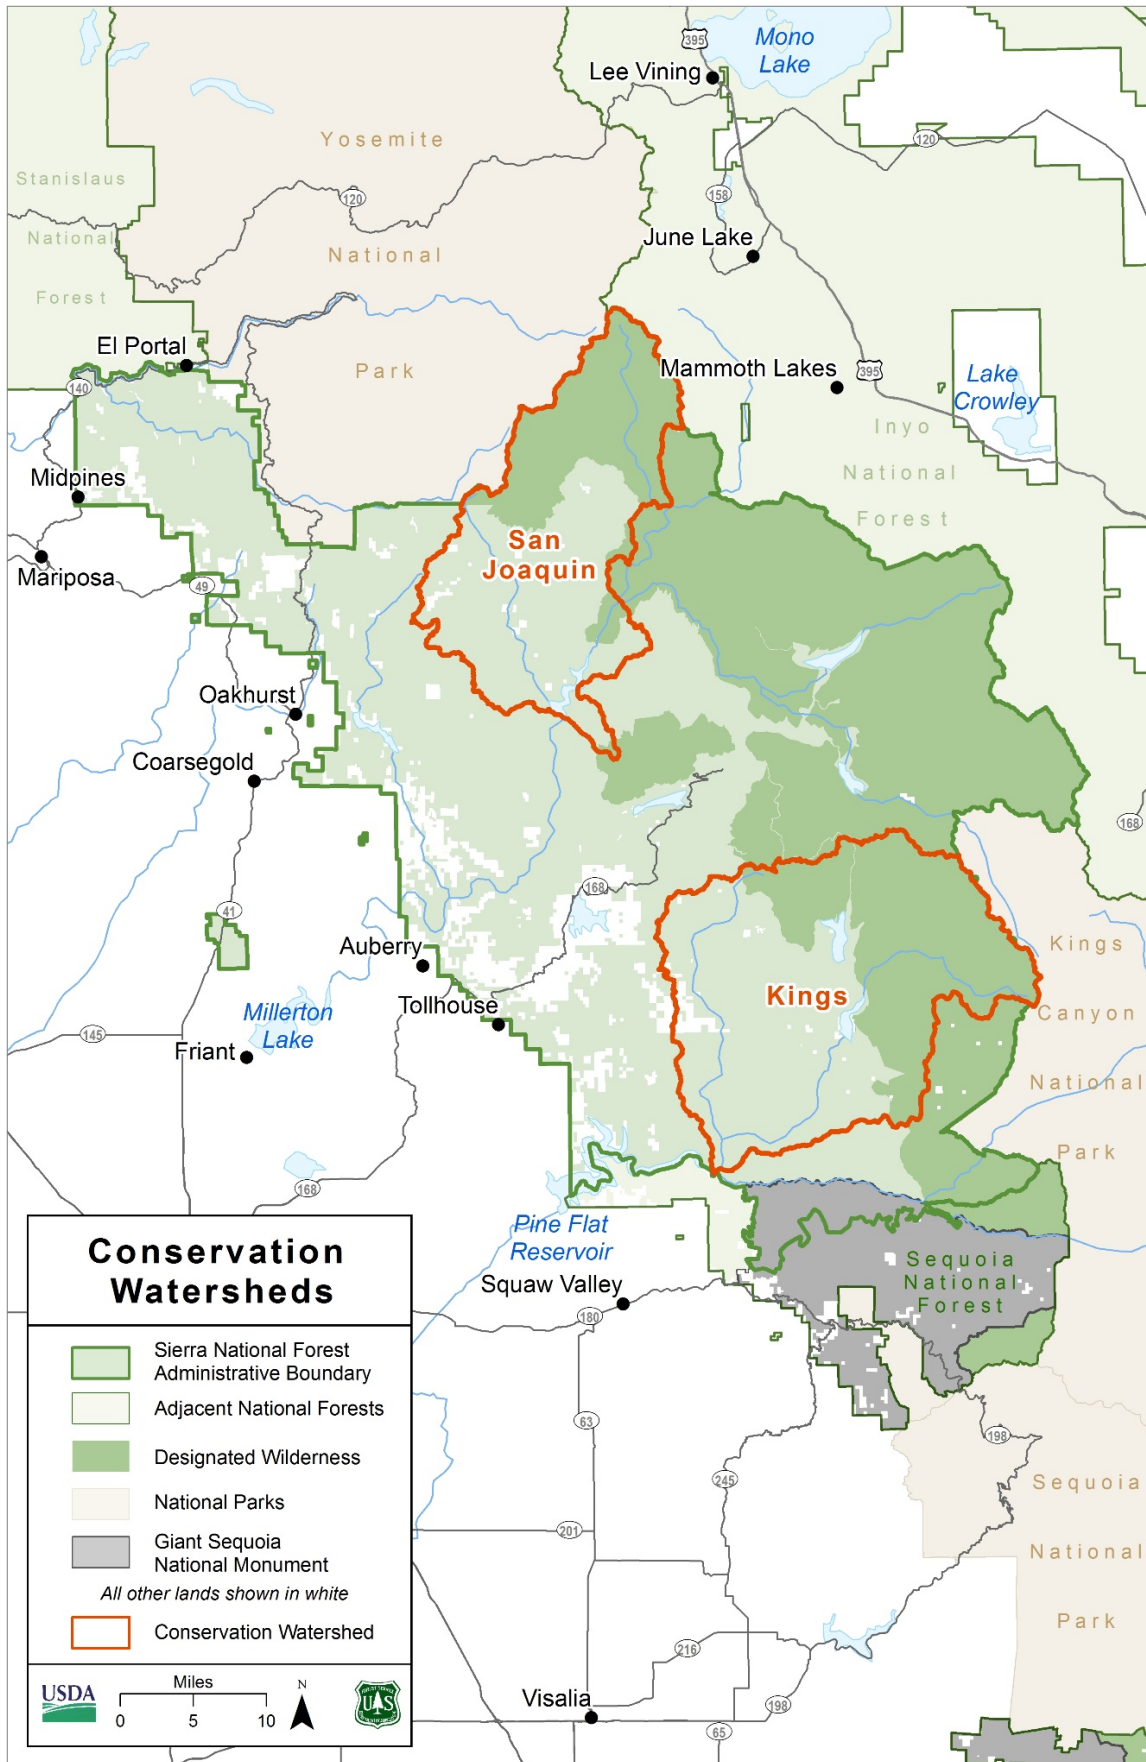 395
Mono
Lake
Lee Vining
Yosemite
120
Stanislaus
120
158
National
National
June Lake
Forest
El Portal
Park
Mammoth Lakes
395
Lake
Crowley
140
Inyo
National
Forest
Midpines
San
Joaquin
Mariposa
49
Oakhurst
Coarsegold
168
168
41
Auberry
Kings
Kings
Tollhouse
Canyon
Millerton
Lake
145
Friant
National
Park
168
Pine Flat
Reservoir
Sequoia
National
Forest
Squaw Valley
180
63
198
245
Sequoia
201
National
Park
216
Visalia
198
65
Conservation
Watersheds
Sierra National Forest
Administrative Boundary
Adjacent National Forests
Designated Wilderness
National Parks
Giant Sequoia
National Monument
All other lands shown in white
Conservation Watershed
USDA
Miles
0 5 10
N
U S